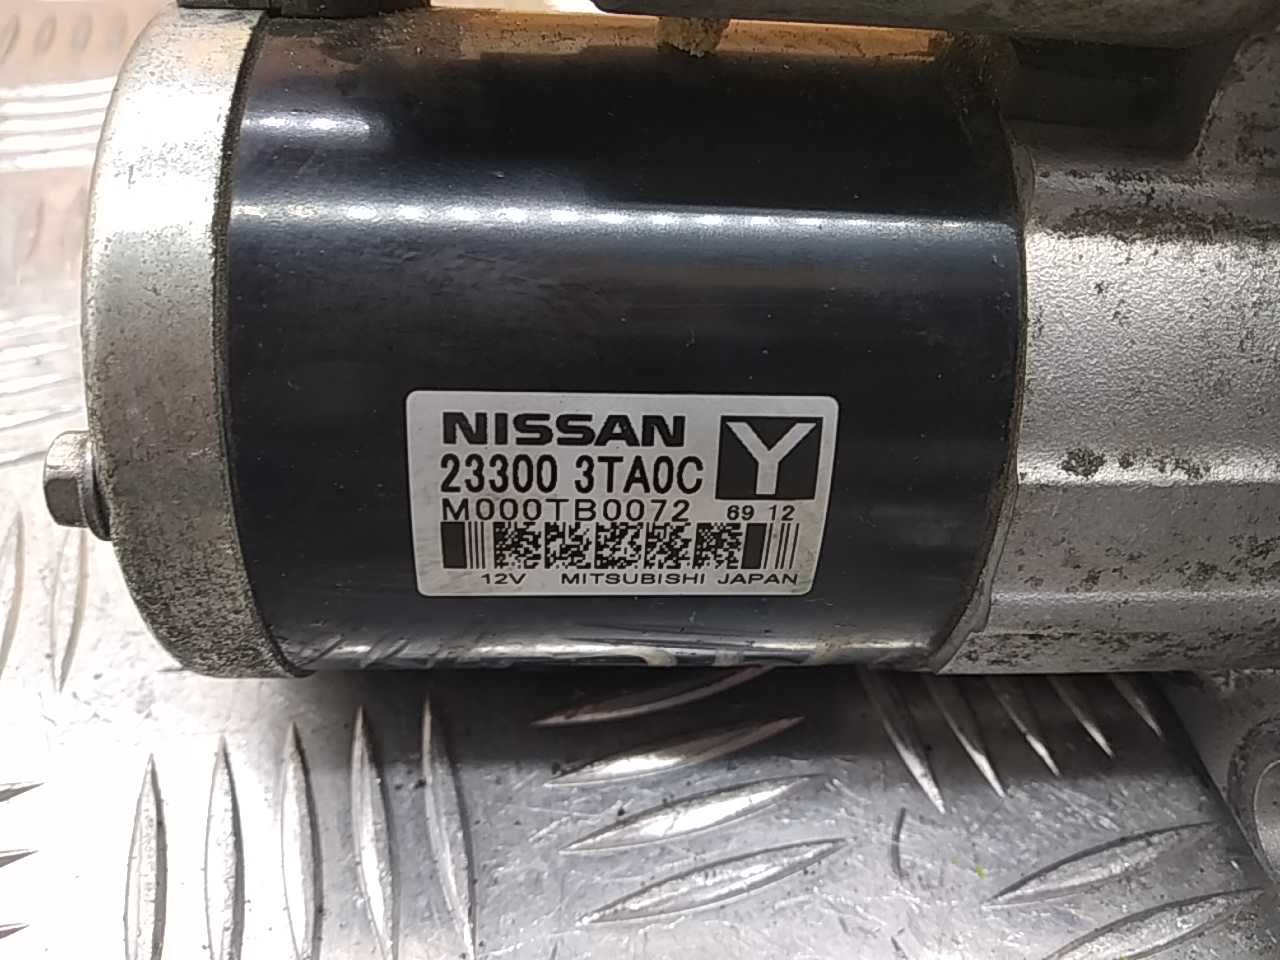 NISSAN
23300 3TA0C
Y
M000TB0072
69 12
12V MITSUBISHI JAPAN